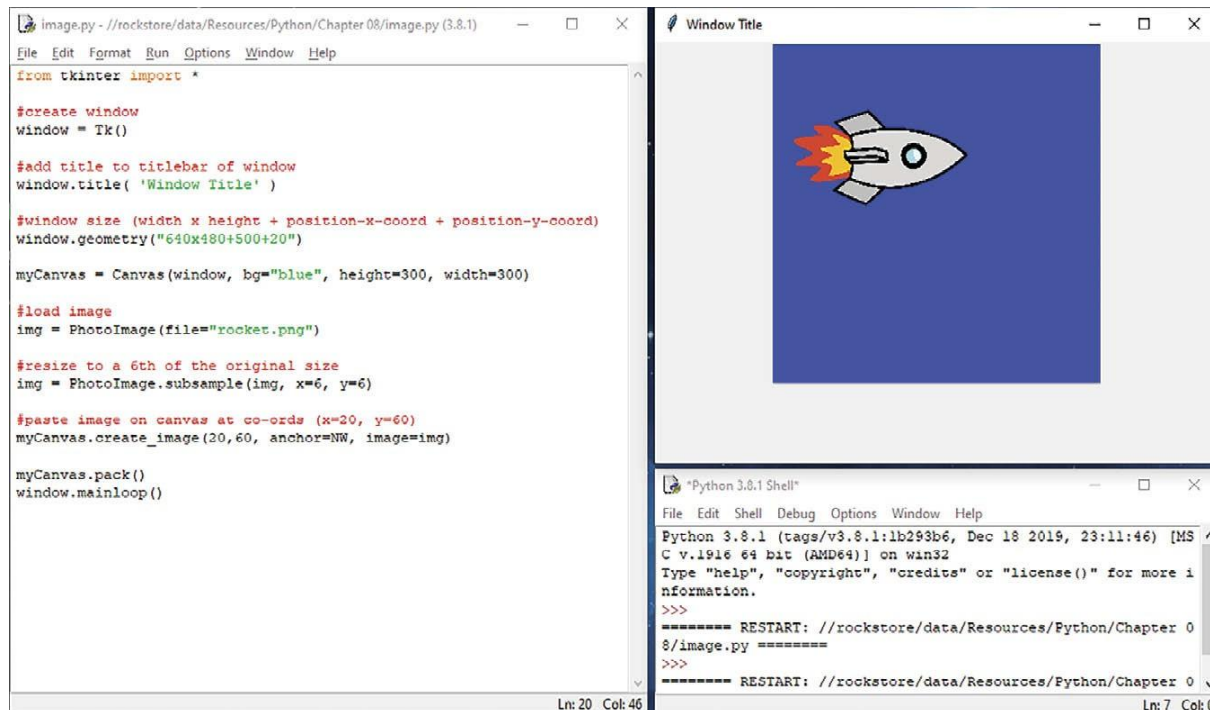 image.py - //rockstore/data/Resources/Python/Chapter 08/image.py (3.8.1)
File Edit Format Run Options Window Help
from tkinter import *
#create window
window = Tk()
#add title to titlebar of window
window.title( 'Window Title' )
#window size (width x height + position-x-coord + position-y-coord)
window.geometry("640x480+500+20")
myCanvas = Canvas(window, bg="blue", height=300, width=300)
#load image
img = PhotoImage(file="rocket.png")
#resize to a 6th of the original size
img = PhotoImage.subsample(img, x=6, y=6)
#paste image on canvas at co-ords (x=20, y=60)
myCanvas.create_image(20,60, anchor=NW, image=img)
myCanvas.pack()
window.mainloop()
Ln: 20 Col: 46
Window Title
*Python 3.8.1 Shell*
File Edit Shell Debug Options Window Help
Python 3.8.1 (tags/v3.8.1:1b293b6, Dec 18 2019, 23:11:46) [MS
C v.1916 64 bit (AMD64)] on win32
Type "help", "copyright", "credits" or "license()" for more i
nformation.
>>>
======== RESTART: //rockstore/data/Resources/Python/Chapter 0
8/image.py ========
>>>
======== RESTART: //rockstore/data/Resources/Python/Chapter 0
Ln: 7 Col: